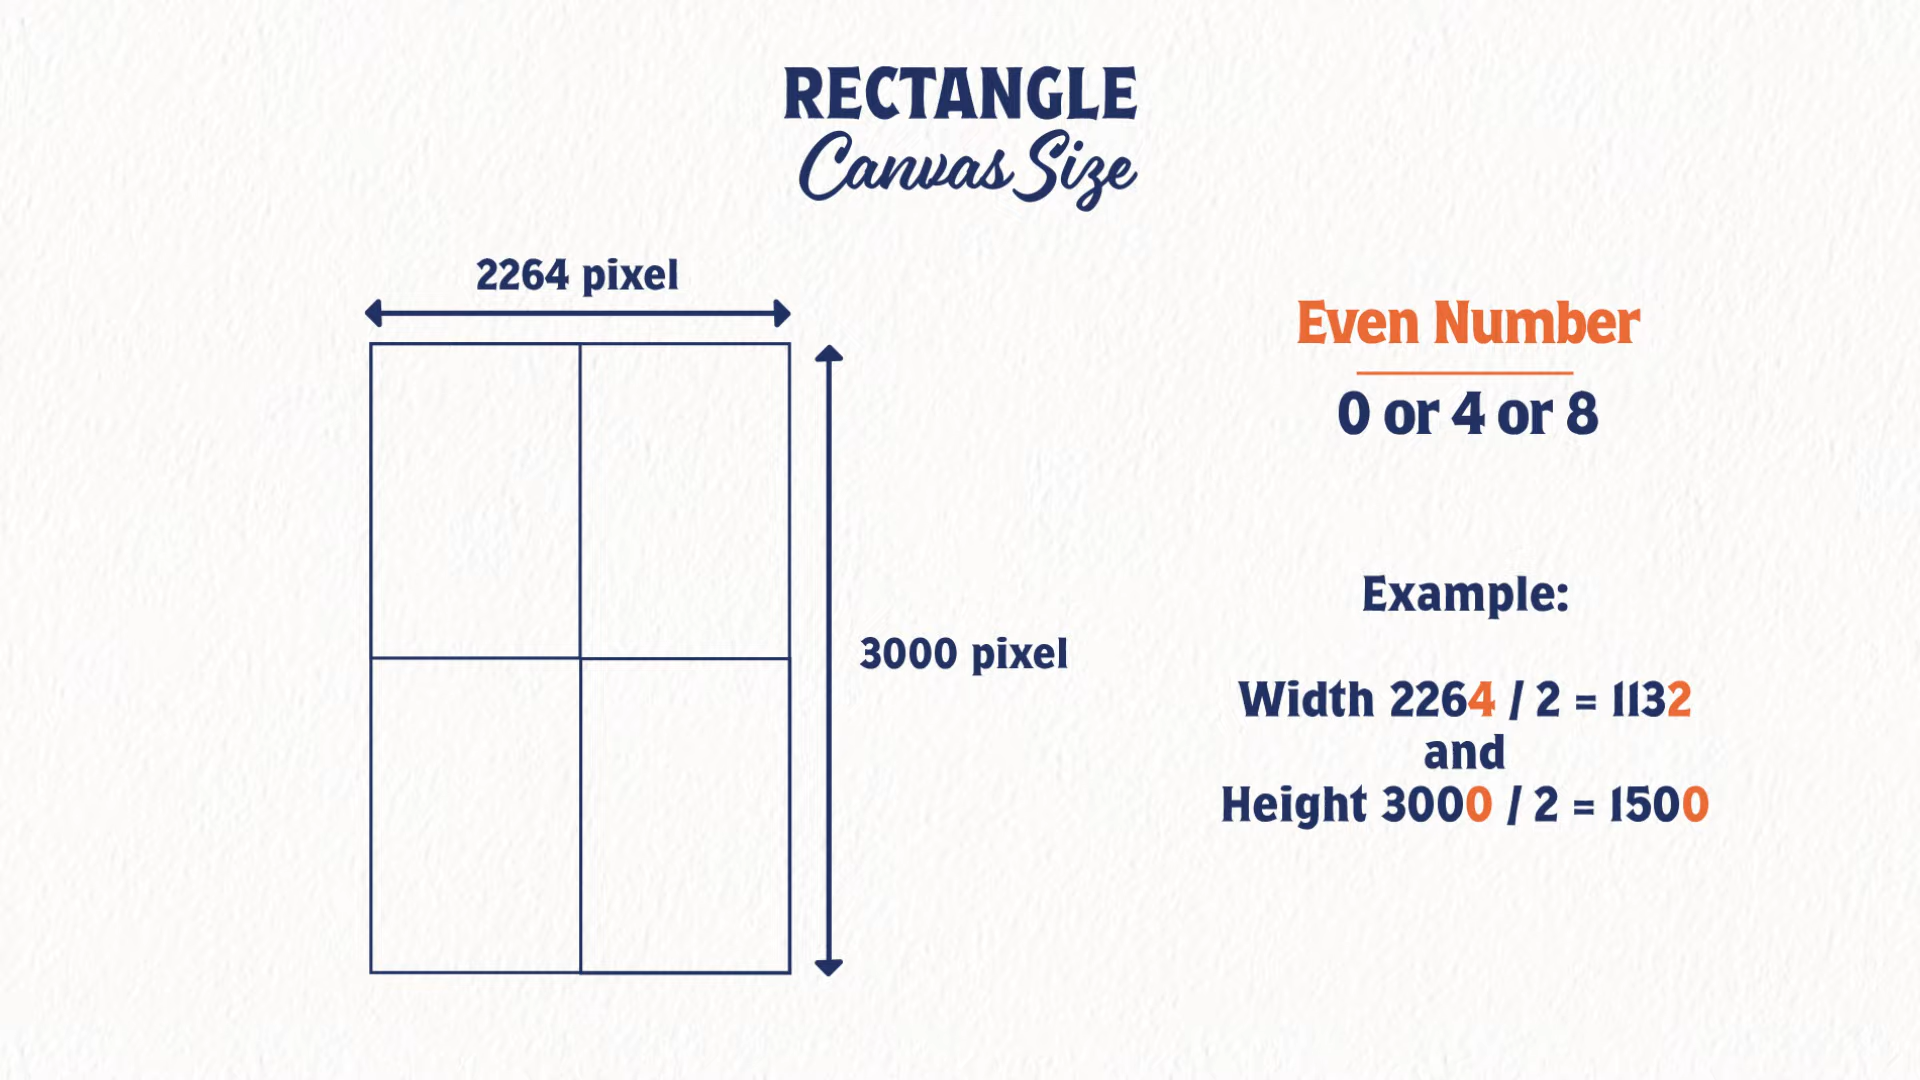 RECTANGLE
Canvas Size
2264 pixel
3000 pixel
Even Number
0 or 4 or 8
Example:
Width 2264 / 2 = 1132
and
Height 3000 / 2 = 1500